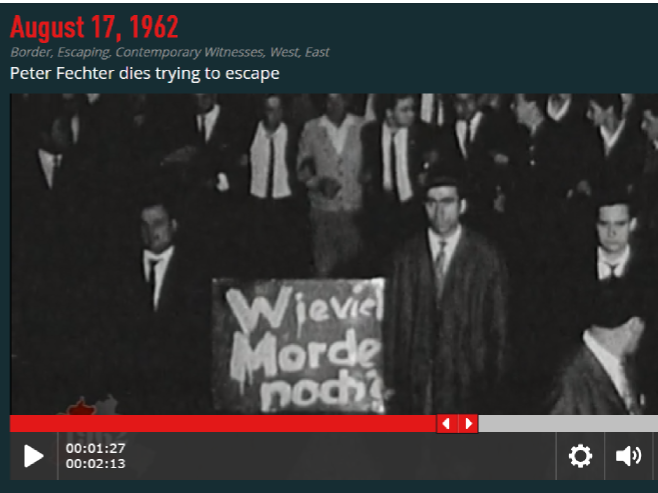 August 17, 1962
Border, Escaping, Contemporary Witnesses, West, East
Peter Fechter dies trying to escape
Wieviel
Morde
noch?
1962
00:01:27
00:02:13